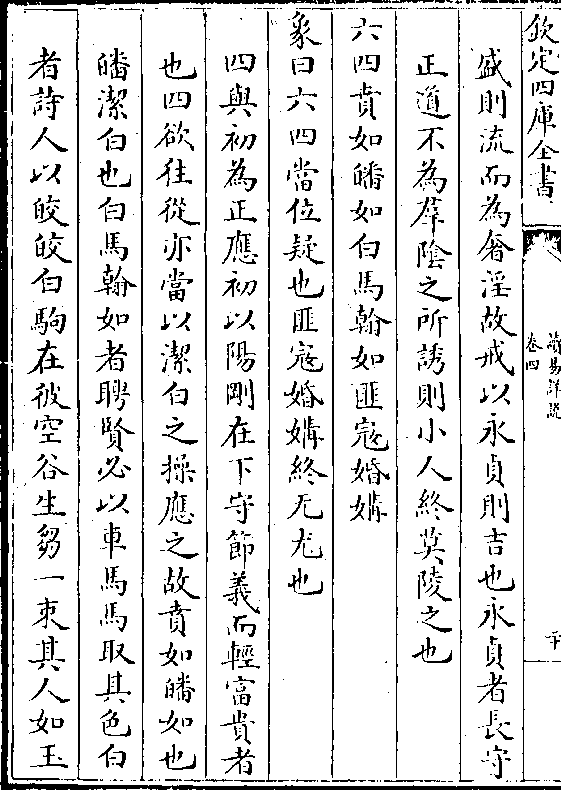 欽定四庫全書
讀易詳說
卷四
二十
盛則流而為奢淫故戒以永貞則吉也永貞者長守
正道不為羣陰之所誘則小人終莫陵之也
六四賁如皤如白馬翰如匪寇婚媾
象曰六四當位疑也匪寇婚媾終无尤也
四與初為正應初以陽剛在下守節義而輕富貴者
也四欲往從亦當以潔白之操應之故賁如皤如也
皤潔白也白馬翰如者聘賢必以車馬馬取其色白
者詩人以皎皎白駒在彼空谷生芻一束其人如玉